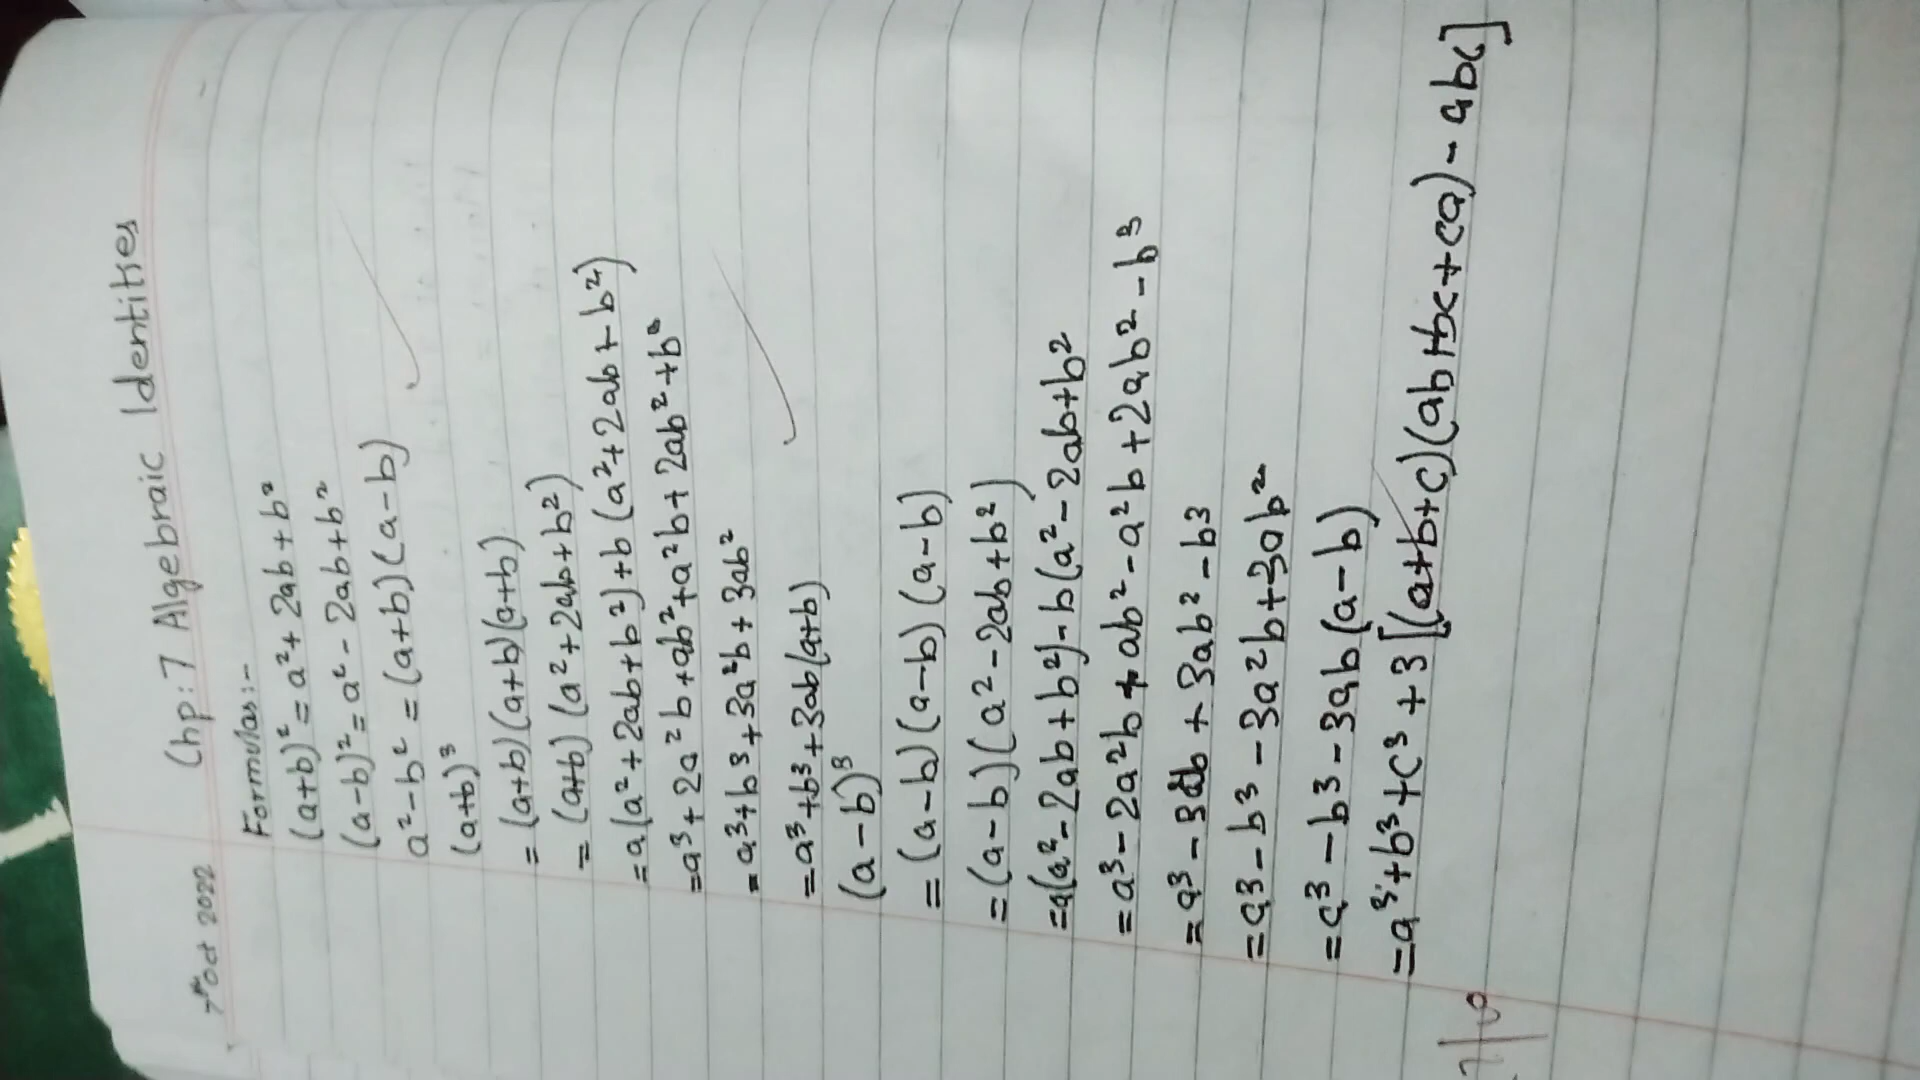 7th Oct 2022
Chp:7 Algebraic Identities
Formulas:-
(a+b)² = a² + 2ab + b²
(a-b)² = a² - 2ab + b²
a² - b² = (a+b)(a-b)
(a+b)³
= (a+b)(a+b)(a+b)
= (a+b)(a²+2ab+b²)
= a(a²+2ab+b²)+b(a²+2ab+b²)
= a³+2a²b+ab²+a²b+2ab²+b³
= a³+b³+3a²b+3ab²
= a³+b³+3ab(a+b)
(a-b)³
= (a-b)(a-b)(a-b)
= (a-b)(a²-2ab+b²)
= a(a²-2ab+b²)-b(a²-2ab+b²
= a³-2a²b+ab²-a²b+2ab²-b³
= a³-3a²b+3ab²-b3
= a3-b3-3a²b+3ab²
= a3-b3-3ab(a-b)
= a³+b³+c³+3[(a+b+c)(ab+bc+ca)-abc]